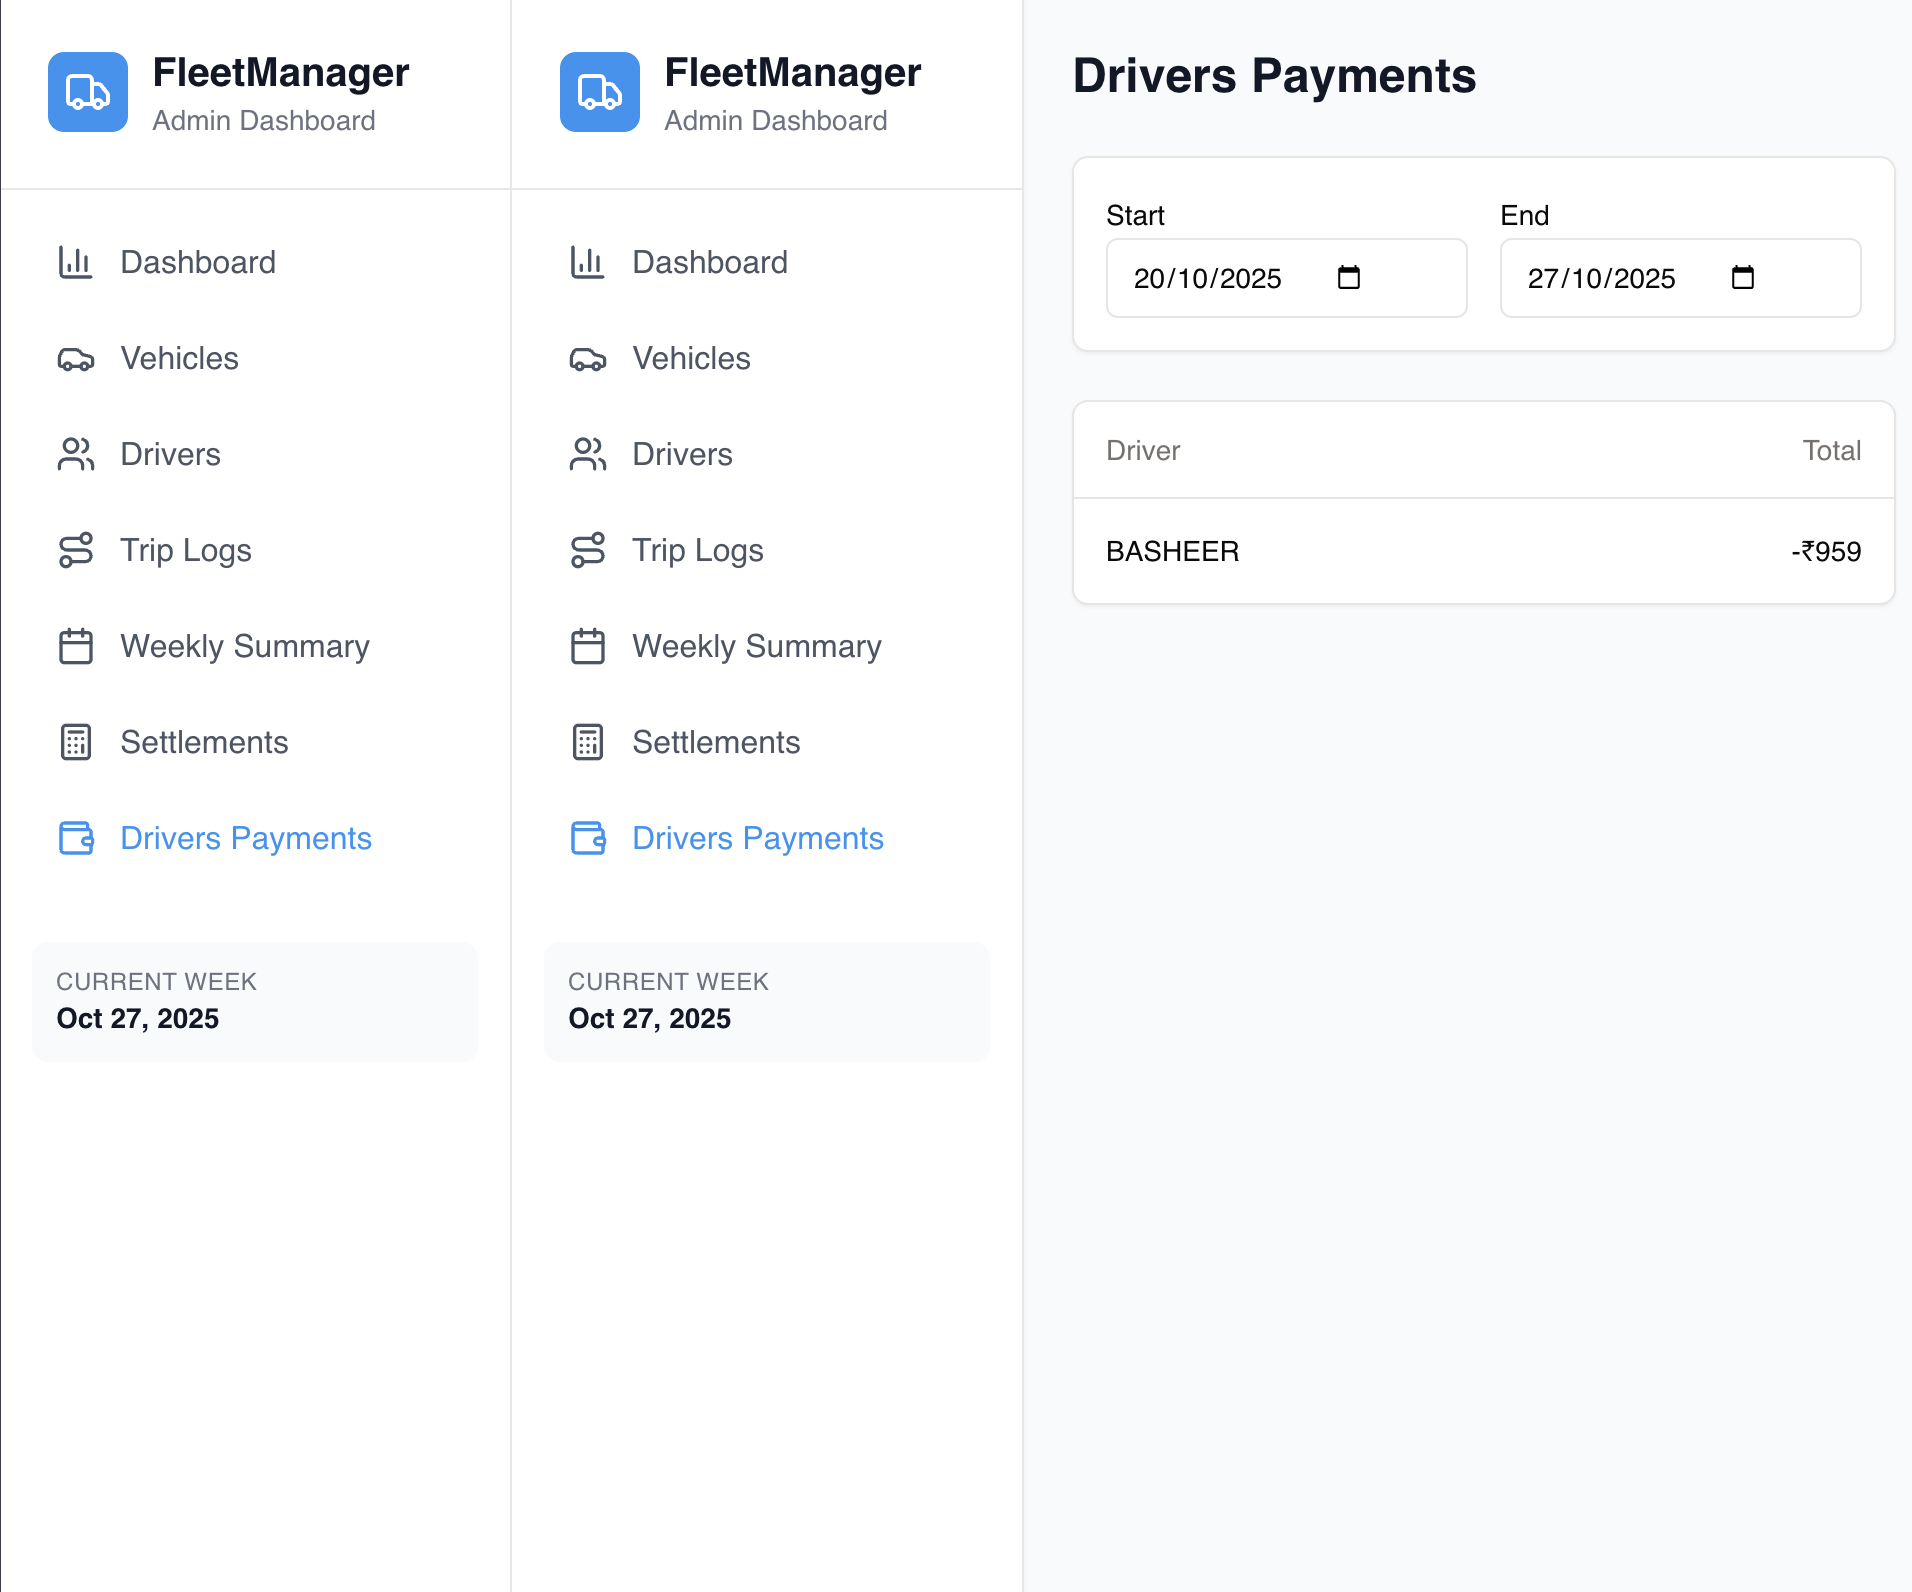 FleetManager
Admin Dashboard
Dashboard
Vehicles
Drivers
Trip Logs
Weekly Summary
Settlements
Drivers Payments
CURRENT WEEK
Oct 27, 2025
FleetManager
Admin Dashboard
Dashboard
Vehicles
Drivers
Trip Logs
Weekly Summary
Settlements
Drivers Payments
CURRENT WEEK
Oct 27, 2025
Drivers Payments
Start End
20/10/2025 27/10/2025
Driver Total
BASHEER -₹959